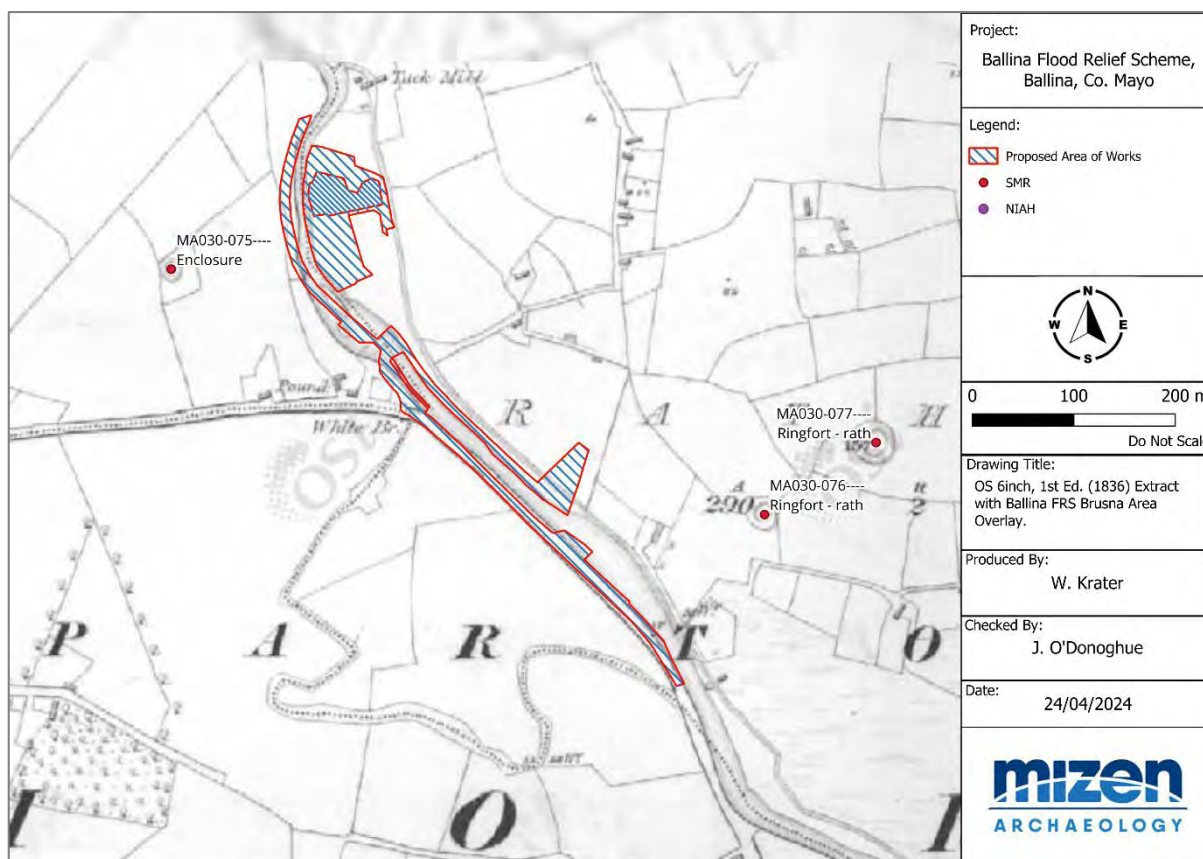 Tuck Mill
MA030-075----
Enclosure
Pound
White Br.
R A T H
MA030-077----
Ringfort - rath
MA030-076----
Ringfort - rath
290
A R
2
P A R T O
I O I
Project:
Ballina Flood Relief Scheme,
Ballina, Co. Mayo
Legend:
Proposed Area of Works
SMR
NIAH
N
W E
S
0 100 200 m
Do Not Scale
Drawing Title:
OS 6inch, 1st Ed. (1836) Extract
with Ballina FRS Brusna Area
Overlay.
Produced By:
W. Krater
Checked By:
J. O'Donoghue
Date:
24/04/2024
mizen
ARCHAEOLOGY